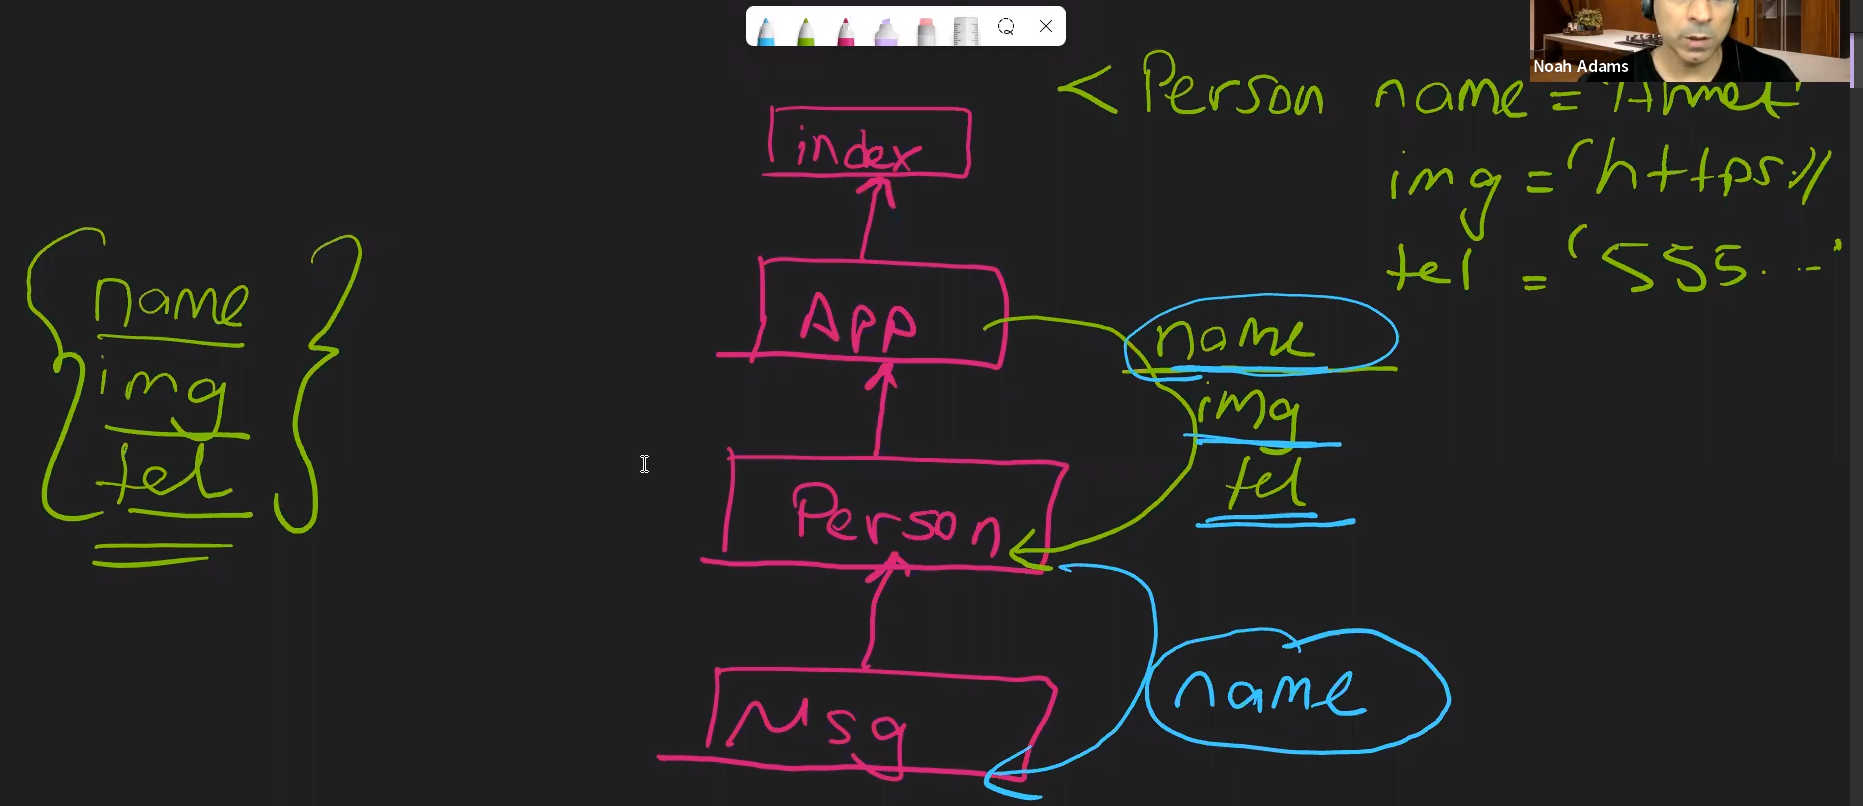 Noah Adams
< Person name = 'Ahmet'
img = 'https://
tel = '555...'
index
App
Person
Msg
name
img
tel
name
img
tel
name